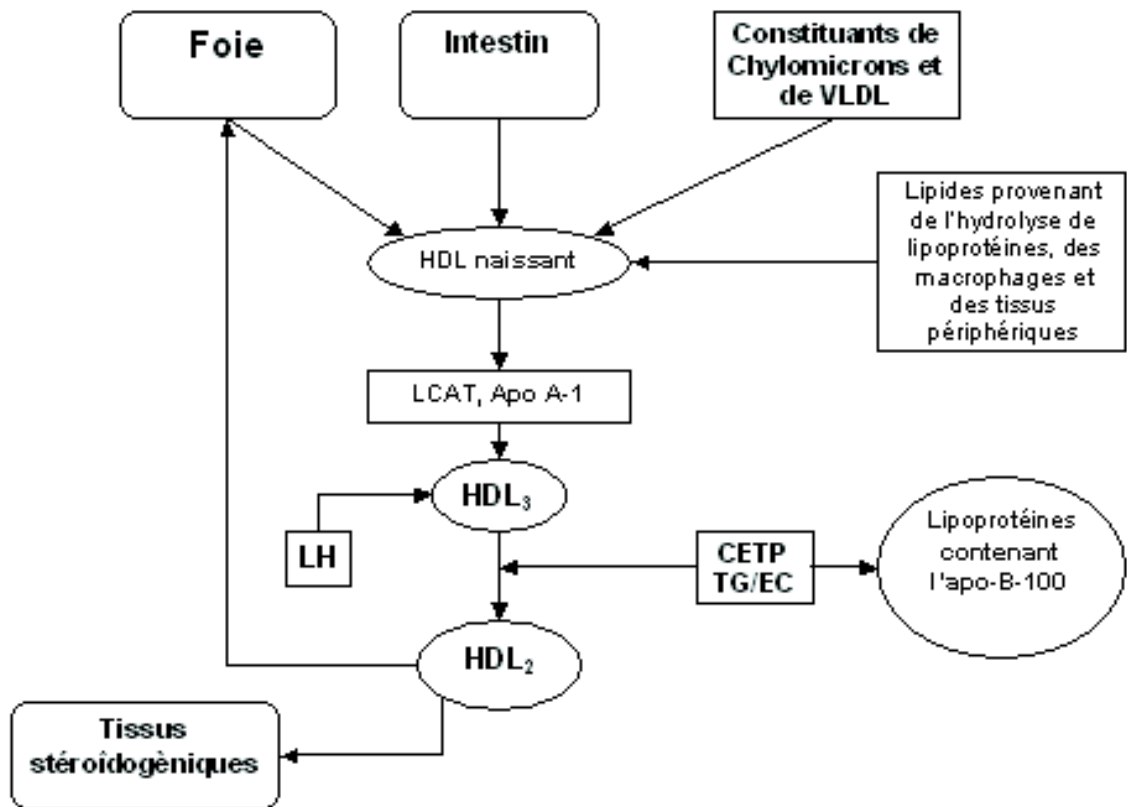 Foie
Intestin
Constituants de
Chylomicrons et
de VLDL
Lipides provenant
de l'hydrolyse de
lipoprotéines, des
macrophages et
des tissus
périphériques
HDL naissant
LCAT, Apo A-1
HDL₃
LH
CETP
TG/EC
Lipoprotéines
contenant
l'apo-B-100
HDL₂
Tissus
stéroîdogèniques